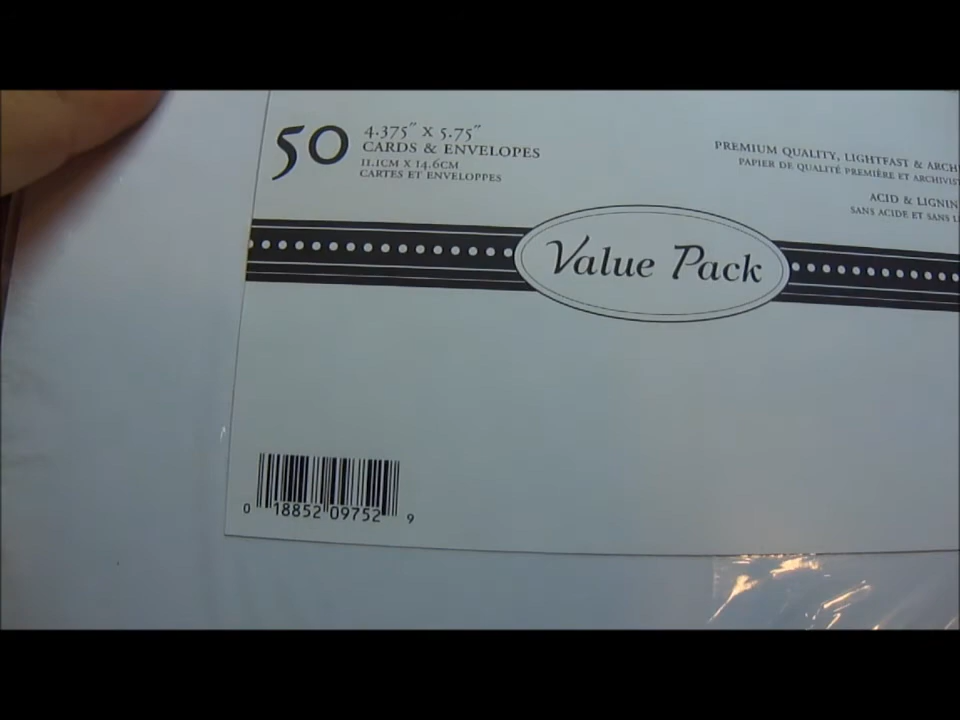 50
4.375" X 5.75"
CARDS & ENVELOPES
11.1CM X 14.6CM
CARTES ET ENVELOPPES
PREMIUM QUALITY, LIGHTFAST &
PAPIER DE QUALITÉ PREMIÈRE ET
ACID &
SANS ACIDE ET SANS
Value Pack
0 18852 09752 9